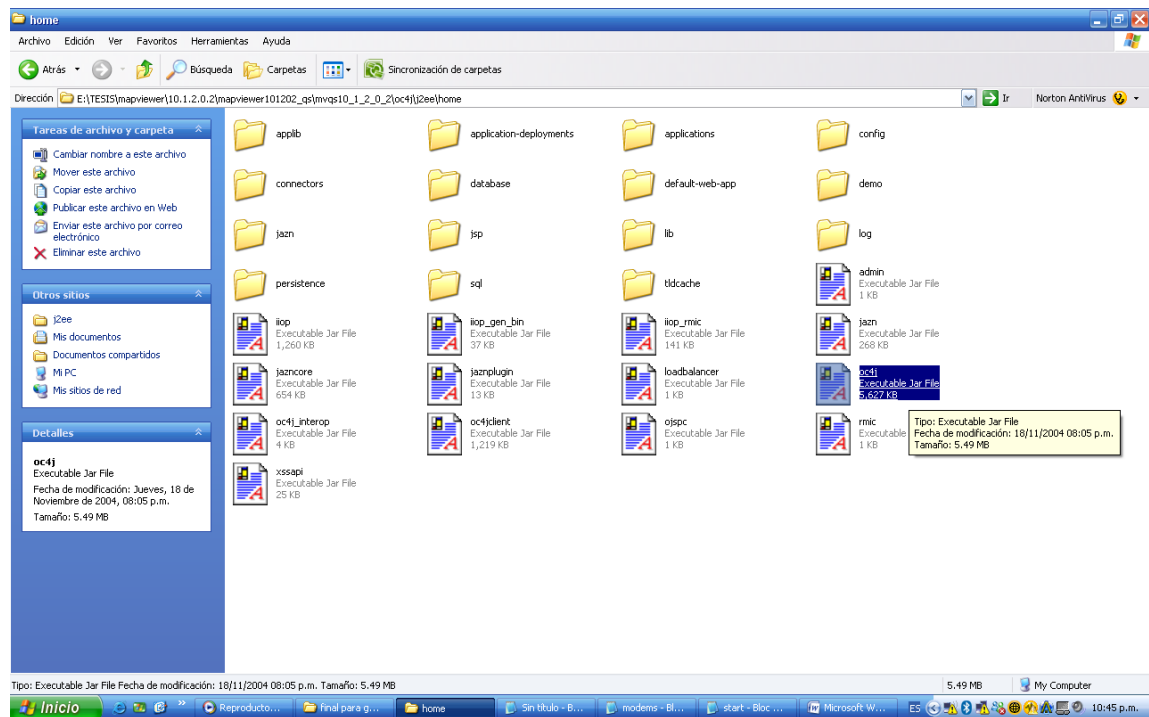 home
Archivo Edición Ver Favoritos Herramientas Ayuda
Atrás Búsqueda Carpetas Sincronización de carpetas
Dirección E:\TESIS\mapviewer\10.1.2.0.2\mapviewer101202_qs\mvqs10_1_2_0_2\oc4j\j2ee\home Ir Norton AntiVirus
Tareas de archivo y carpeta
Cambiar nombre a este archivo
Mover este archivo
Copiar este archivo
Publicar este archivo en Web
Enviar este archivo por correo
electrónico
Eliminar este archivo
Otros sitios
j2ee
Mis documentos
Documentos compartidos
Mi PC
Mis sitios de red
Detalles
oc4j
Executable Jar File
Fecha de modificación: Jueves, 18 de
Noviembre de 2004, 08:05 p.m.
Tamaño: 5.49 MB
applib application-deployments applications config
connectors database default-web-app demo
jazn jsp lib log
persistence sql tldcache admin
Executable Jar File
1 KB
iiop iiop_gen_bin iiop_rmic jazn
Executable Jar File Executable Jar File Executable Jar File Executable Jar File
1,260 KB 37 KB 141 KB 268 KB
jazncore jaznplugin loadbalancer oc4j
Executable Jar File Executable Jar File Executable Jar File Executable Jar File
654 KB 13 KB 1 KB 5,627 KB
oc4j_interop oc4jclient ojspc rmic
Executable Jar File Executable Jar File Executable Jar File Executable
4 KB 1,219 KB 1 KB 1 KB
Tipo: Executable Jar File
Fecha de modificación: 18/11/2004 08:05 p.m.
Tamaño: 5.49 MB
xssapi
Executable Jar File
25 KB
Tipo: Executable Jar File Fecha de modificación: 18/11/2004 08:05 p.m. Tamaño: 5.49 MB 5.49 MB My Computer
Inicio Reproducto... final para g... home Sin título - B... modems - Bl... start - Bloc ... Microsoft W... ES 10:45 p.m.